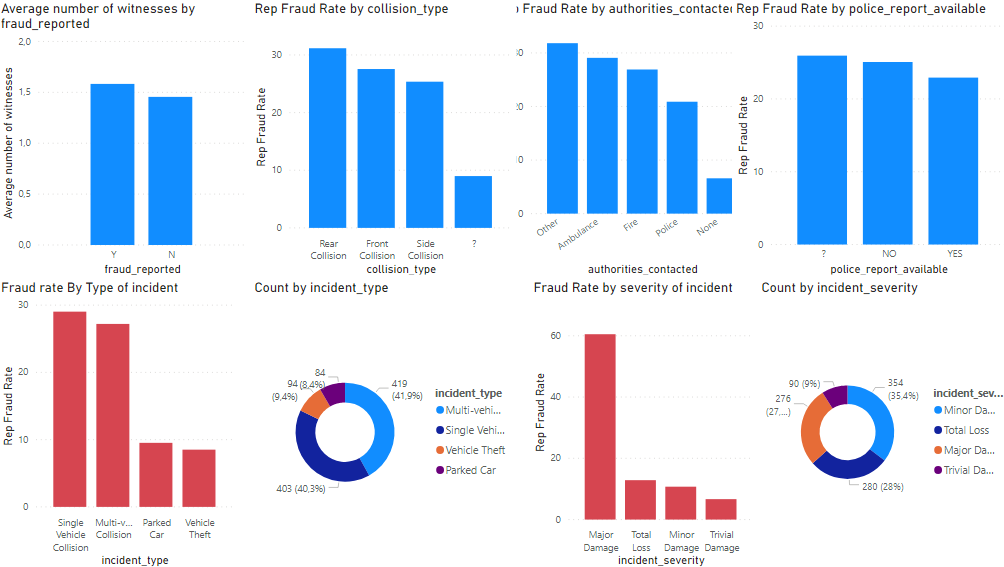 Average number of witnesses by
fraud_reported
2,0
1,5
1,0
0,5
0,0
Average number of witnesses
Y
N
fraud_reported
Rep Fraud Rate by collision_type
30
20
10
0
Rep Fraud Rate
Rear
Collision
Front
Collision
Side
Collision
?
collision_type
Fraud Rate by authorities_contacted
30
20
10
0
Other
Ambulance
Fire
Police
None
authorities_contacted
Rep Fraud Rate by police_report_available
30
20
10
0
Rep Fraud Rate
?
NO
YES
police_report_available
Fraud rate By Type of incident
30
20
10
0
Rep Fraud Rate
Single
Vehicle
Collision
Multi-v...
Collision
Parked
Car
Vehicle
Theft
incident_type
Count by incident_type
84
(8,4%)
94
(9,4%)
419
(41,9%)
403 (40,3%)
incident_type
Multi-vehi...
Single Vehi...
Vehicle Theft
Parked Car
Fraud Rate by severity of incident
60
40
20
0
Rep Fraud Rate
Major
Damage
Total
Loss
Minor
Damage
Trivial
Damage
incident_severity
Count by incident_severity
90 (9%)
354
(35,4%)
276
(27,...)
280 (28%)
incident_sev...
Minor Da...
Total Loss
Major Da...
Trivial Da...